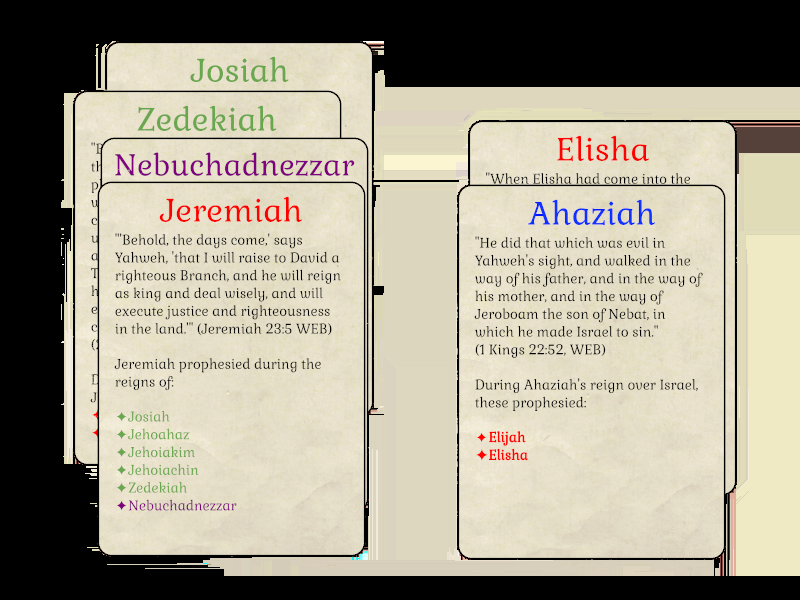 Josiah
Zedekiah
Nebuchadnezzar
Jeremiah
"'Behold, the days come,' says
Yahweh, 'that I will raise to David a
righteous Branch, and he will reign
as king and deal wisely, and will
execute justice and righteousness
in the land.'" (Jeremiah 23:5 WEB)
Jeremiah prophesied during the
reigns of:
✦Josiah
✦Jehoahaz
✦Jehoiakim
✦Jehoiachin
✦Zedekiah
✦Nebuchadnezzar
Elisha
"When Elisha had come into the
Ahaziah
"He did that which was evil in
Yahweh's sight, and walked in the
way of his father, and in the way of
his mother, and in the way of
Jeroboam the son of Nebat, in
which he made Israel to sin."
(1 Kings 22:52, WEB)
During Ahaziah's reign over Israel,
these prophesied:
✦Elijah
✦Elisha